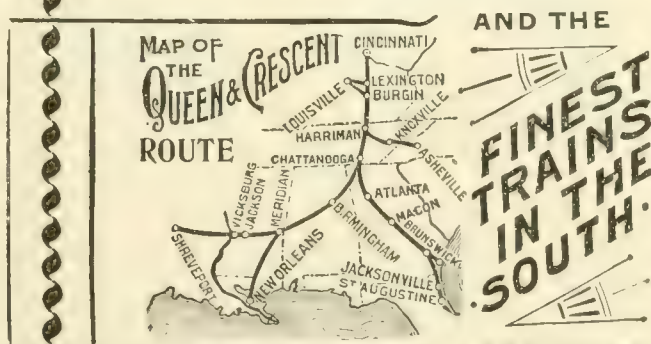 MAP OF
THE
QUEEN & CRESCENT
ROUTE
CINCINNATI
LEXINGTON
BURGIN
LOUISVILLE
HARRIMAN
KNOXVILLE
ASHEVILLE
CHATTANOOGA
ATLANTA
MACON
BRUNSWICK
BIRMINGHAM
MERIDIAN
VICKSBURG
JACKSON
SHREVEPORT
NEW ORLEANS
JACKSONVILLE
ST AUGUSTINE
AND THE
FINEST
TRAINS
IN THE
SOUTH.